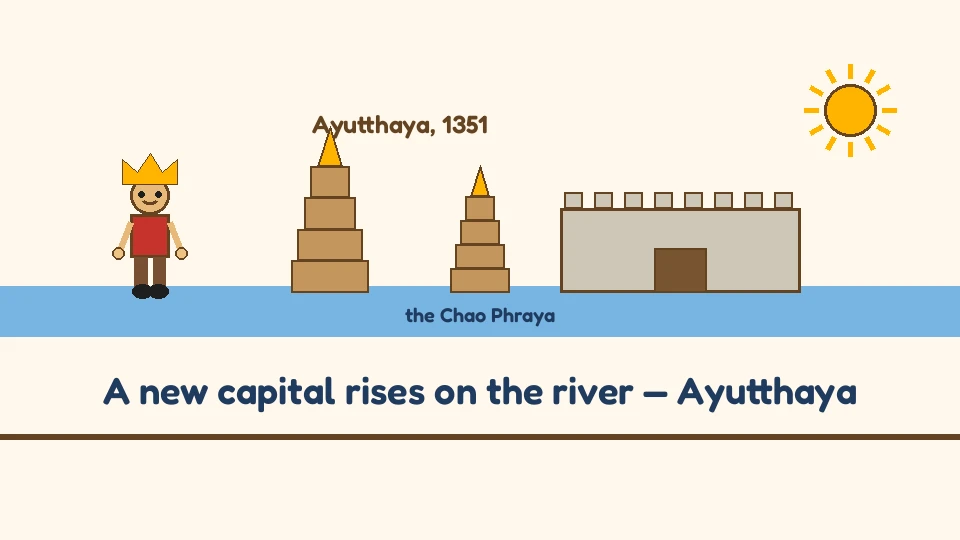 Ayutthaya, 1351
the Chao Phraya
A new capital rises on the river — Ayutthaya